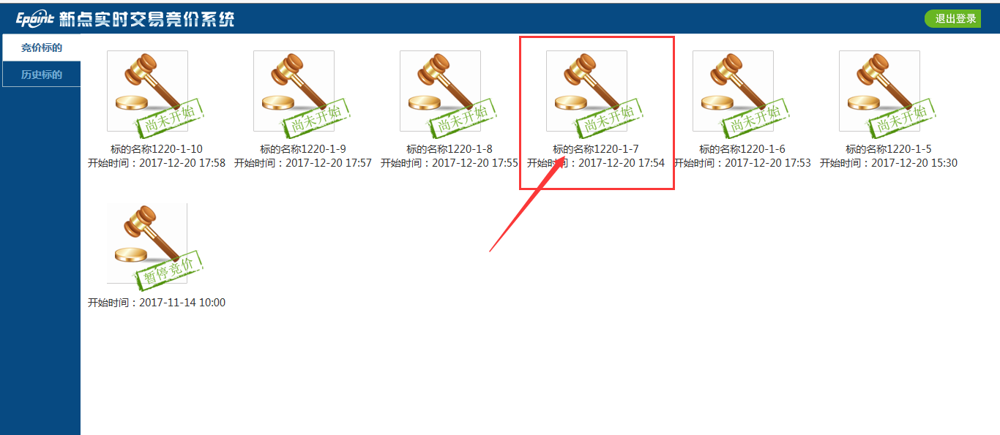 Epoint 新点实时交易竞价系统
退出登录
竞价标的
历史标的
尚未开始
尚未开始
尚未开始
尚未开始
尚未开始
尚未开始
标的名称1220-1-10
标的名称1220-1-9
标的名称1220-1-8
标的名称1220-1-7
标的名称1220-1-6
标的名称1220-1-5
开始时间：2017-12-20 17:58
开始时间：2017-12-20 17:57
开始时间：2017-12-20 17:55
开始时间：2017-12-20 17:54
开始时间：2017-12-20 17:53
开始时间：2017-12-20 15:30
暂停竞价
开始时间：2017-11-14 10:00